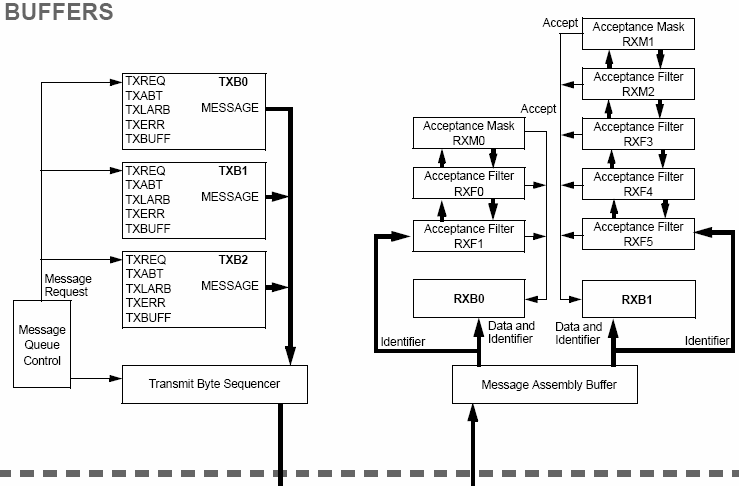 BUFFERS
TXREQ
TXABT
TXLARB
TXERR
TXBUFF
TXB0
MESSAGE
TXREQ
TXABT
TXLARB
TXERR
TXBUFF
TXB1
MESSAGE
TXREQ
TXABT
TXLARB
TXERR
TXBUFF
TXB2
MESSAGE
Message
Request
Message
Queue
Control
Transmit Byte Sequencer
Accept
Acceptance Mask
RXM1
Acceptance Filter
RXM2
Accept
Acceptance Mask
RXM0
Acceptance Filter
RXF3
Acceptance Filter
RXF0
Acceptance Filter
RXF4
Acceptance Filter
RXF1
Acceptance Filter
RXF5
RXB0
RXB1
Identifier
Data and
Identifier
Data and
Identifier
Identifier
Message Assembly Buffer